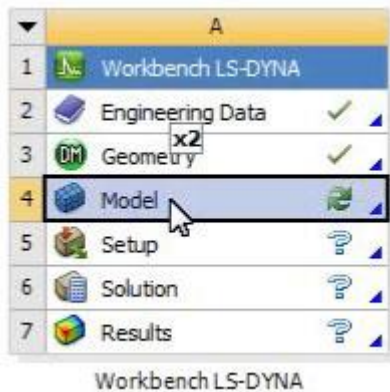 A
1 Workbench LS-DYNA
2 Engineering Data
x2
3 DM Geometry
4 Model
5 Setup
6 Solution
7 Results
Workbench LS-DYNA